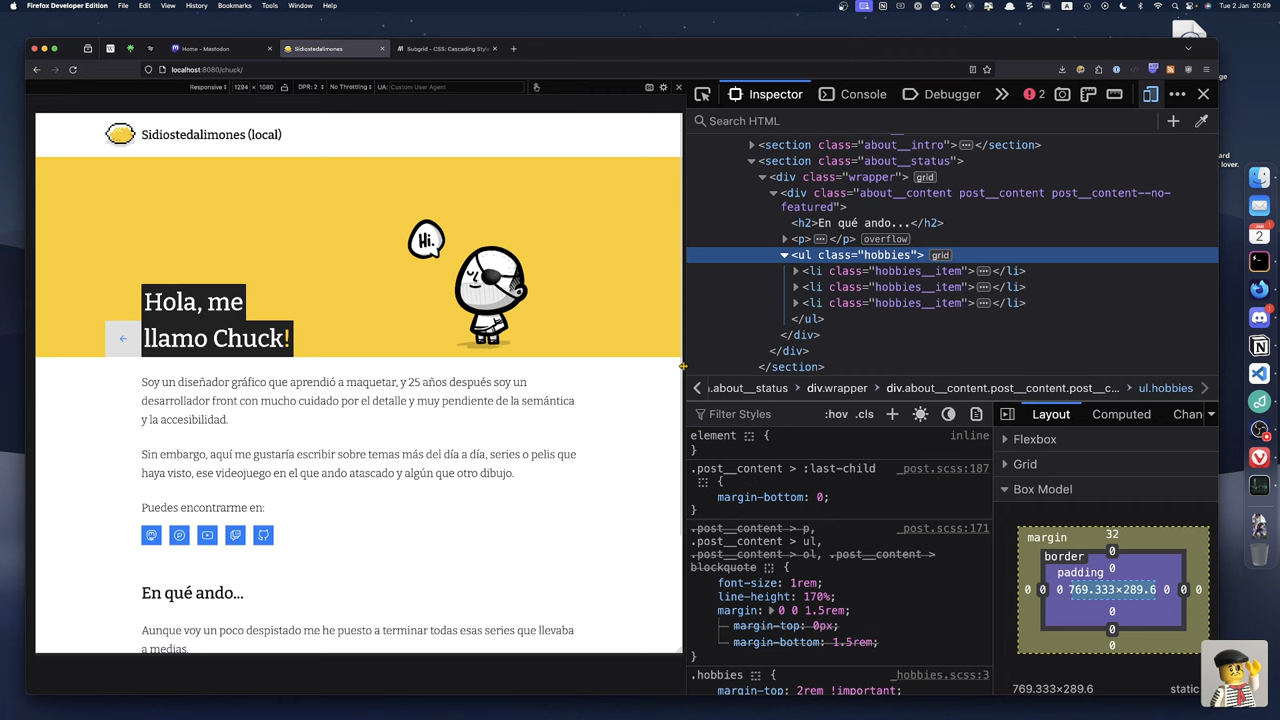 Firefox Developer Edition File Edit View History Bookmarks Tools Window Help
Tue 2 Jan 20:09
Home - Mastodon
Sidiostedalimones
Subgrid - CSS: Cascading Style
localhost:8080/chuck/
Responsive 1294 × 1080 DPR: 2 No Throttling UA: Custom User Agent
Inspector Console Debugger 2
Search HTML
Sidiostedalimones (local)
Hi.
Hola, me
llamo Chuck!
Soy un diseñador gráfico que aprendió a maquetar, y 25 años después soy un
desarrollador front con mucho cuidado por el detalle y muy pendiente de la semántica
y la accesibilidad.
Sin embargo, aquí me gustaría escribir sobre temas más del día a día, series o pelis que
haya visto, ese videojuego en el que ando atascado y algún que otro dibujo.
Puedes encontrarme en:
En qué ando...
Aunque voy un poco despistado me he puesto a terminar todas esas series que llevaba
a medias.
<section class="about__intro"></section>
<section class="about__status">
<div class="wrapper"> grid
<div class="about__content post__content post__content--no-
featured">
<h2>En qué ando...</h2>
<p></p> overflow
<ul class="hobbies"> grid
<li class="hobbies__item"></li>
<li class="hobbies__item"></li>
<li class="hobbies__item"></li>
</ul>
</div>
</div>
</section>
n.about__status div.wrapper div.about__content.post__content.post__c… ul.hobbies
Filter Styles :hov .cls
Layout Computed Chan
element { inline
}
.post__content > :last-child _post.scss:187
{
margin-bottom: 0;
}
.post__content > p, _post.scss:171
.post__content > ul,
.post__content > ol, .post__content >
blockquote {
font-size: 1rem;
line-height: 170%;
margin: 0 0 1.5rem;
margin-top: 0px;
margin-bottom: 1.5rem;
}
.hobbies _hobbies.scss:3
{
margin-top: 2rem !important;
Flexbox
Grid
Box Model
margin 32
border 0
padding 0
0 0 0 769.333×289.6 0 0 0
0
0
0
769.333×289.6 static